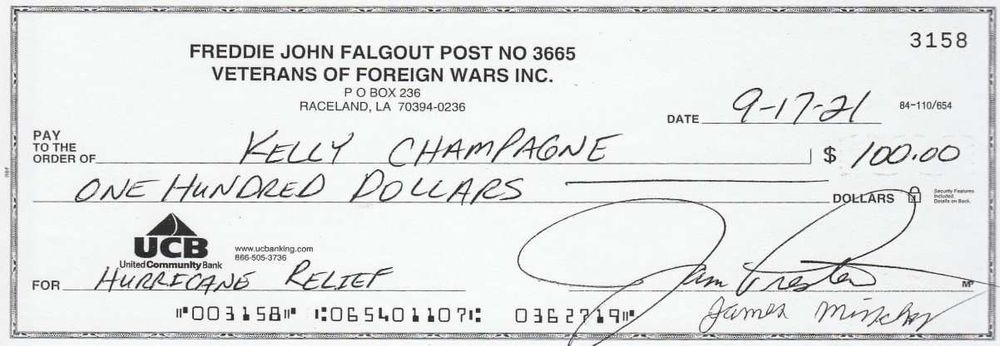 3158
FREDDIE JOHN FALGOUT POST NO 3665
VETERANS OF FOREIGN WARS INC.
P O BOX 236
RACELAND, LA 70394-0236
DATE 9-17-21 84-110/654
PAY
TO THE
ORDER OF KELLY CHAMPAGNE $ 100.00
ONE HUNDRED DOLLARS DOLLARS
Security Features
Included.
Details on Back.
UCB
United Community Bank
www.ucbanking.com
866-505-3736
FOR HURRICANE RELIEF
MP
James
⑈003158⑈ ⑆065401107⑆ 0362719⑈